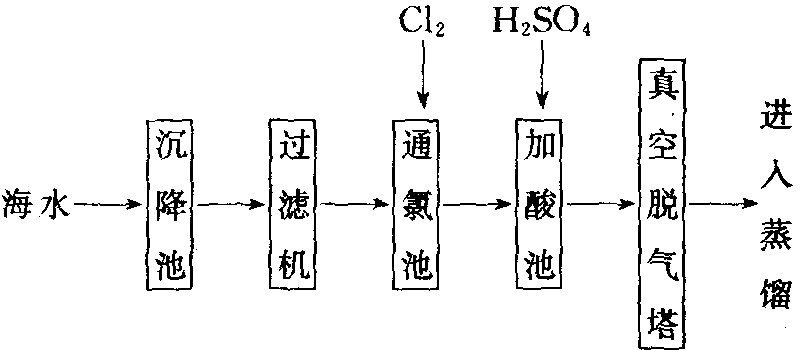 Cl₂
H₂SO₄
海水
沉降池
过滤机
通氯池
加酸池
真空脱气塔
进入蒸馏